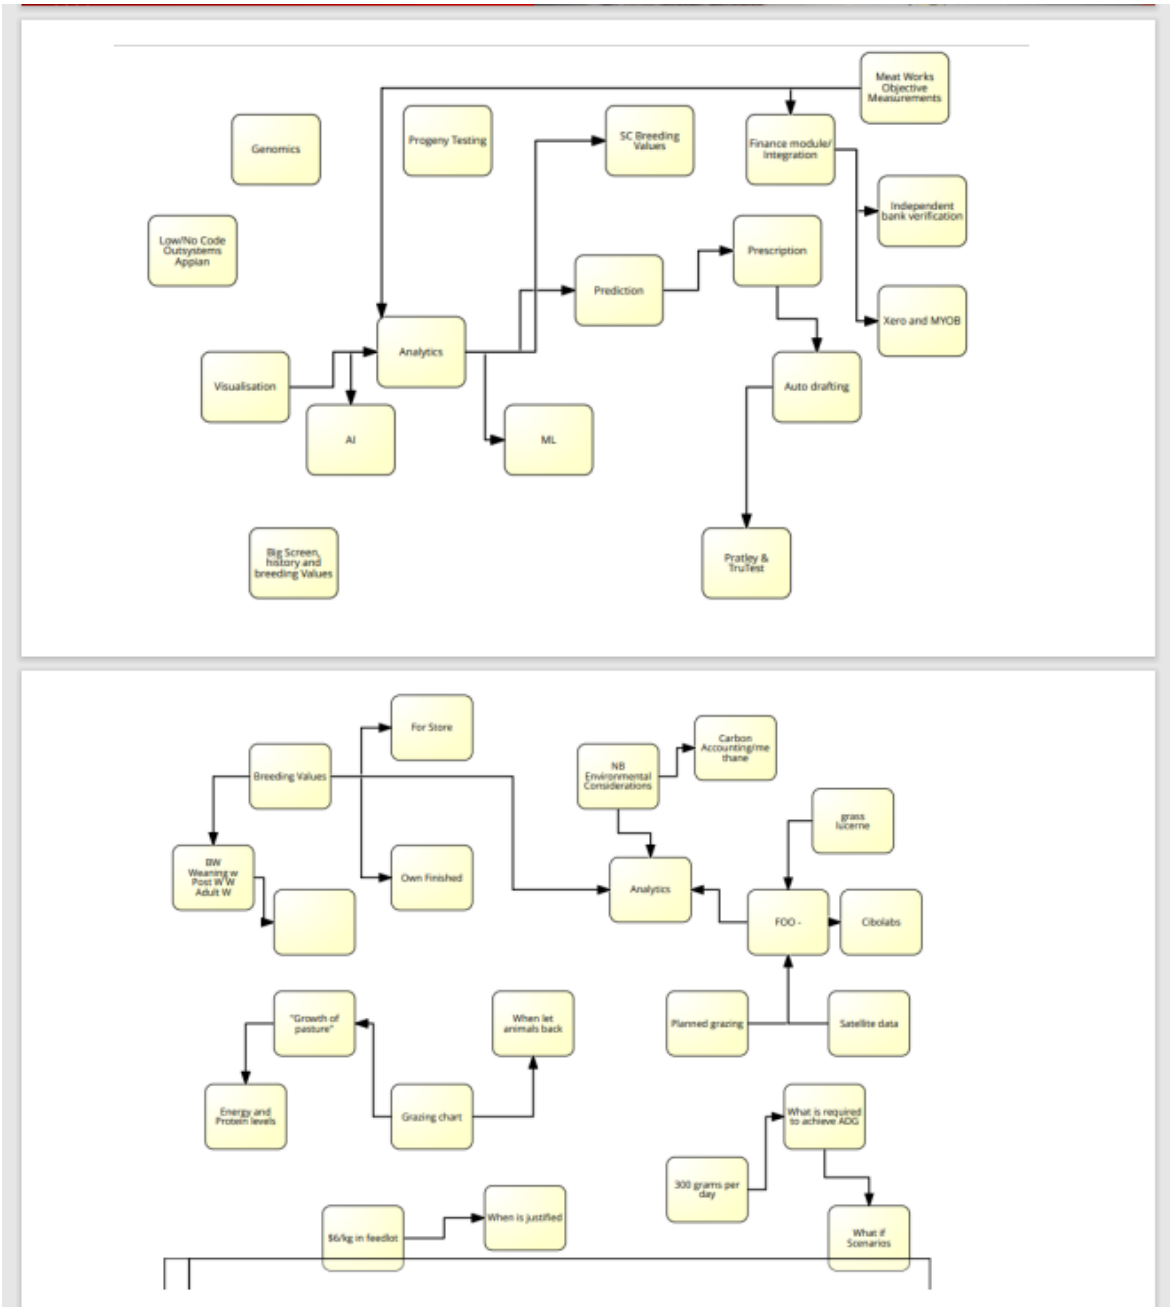 Meat Works
Objective
Measurements
Genomics
Progeny Testing
SC Breeding
Values
Finance module/
Integration
Independent
bank verification
Low/No Code
Outsystems
Appian
Prescription
Prediction
Xero and MYOB
Analytics
Visualisation
Auto drafting
AI
ML
Big Screen,
history and
breeding Values
Pratley &
TruTest
For Store
Carbon
Accounting/me
thane
Breeding Values
NB
Environmental
Considerations
grass
lucerne
BW
Weaning w
Post W W
Adult W
Own Finished
Analytics
FOO -
Cibolabs
"Growth of
pasture"
When let
animals back
Planned grazing
Satellite data
Energy and
Protein levels
Grazing chart
What is required
to achieve ADG
300 grams per
day
When is justified
$6/kg in feedlot
What if
Scenarios